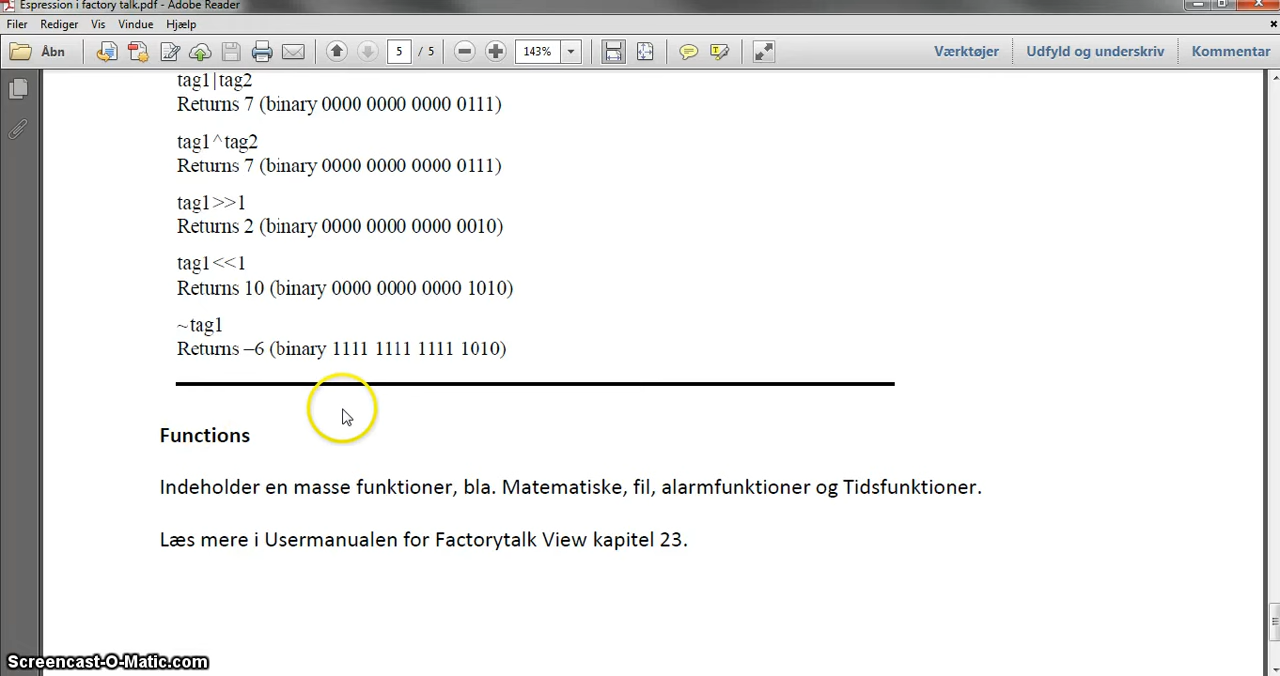 Espression i factory talk.pdf - Adobe Reader
Filer Rediger Vis Vindue Hjælp
Åbn 5 / 5 143% Værktøjer Udfyld og underskriv Kommentar
tag1|tag2
Returns 7 (binary 0000 0000 0000 0111)
tag1^tag2
Returns 7 (binary 0000 0000 0000 0111)
tag1>>1
Returns 2 (binary 0000 0000 0000 0010)
tag1<<1
Returns 10 (binary 0000 0000 0000 1010)
~tag1
Returns –6 (binary 1111 1111 1111 1010)
Functions
Indeholder en masse funktioner, bla. Matematiske, fil, alarmfunktioner og Tidsfunktioner.
Læs mere i Usermanualen for Factorytalk View kapitel 23.
Screencast-O-Matic.com